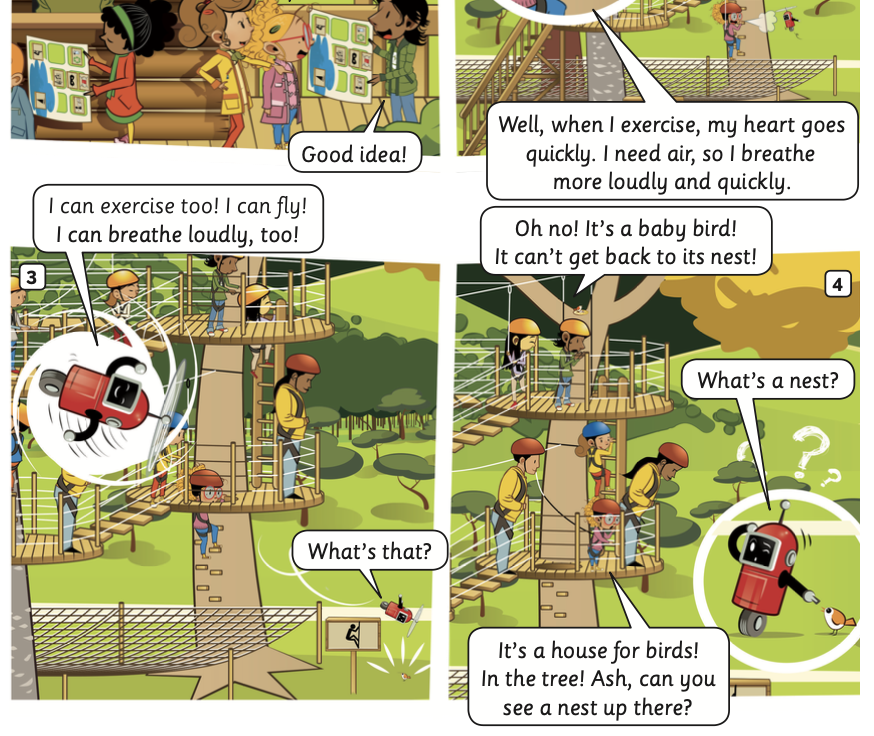 Good idea!
Well, when I exercise, my heart goes
quickly. I need air, so I breathe
more loudly and quickly.
I can exercise too! I can fly!
I can breathe loudly, too!
3
What's that?
Oh no! It's a baby bird!
It can't get back to its nest!
4
What's a nest?
? ? ?
It's a house for birds!
In the tree! Ash, can you
see a nest up there?